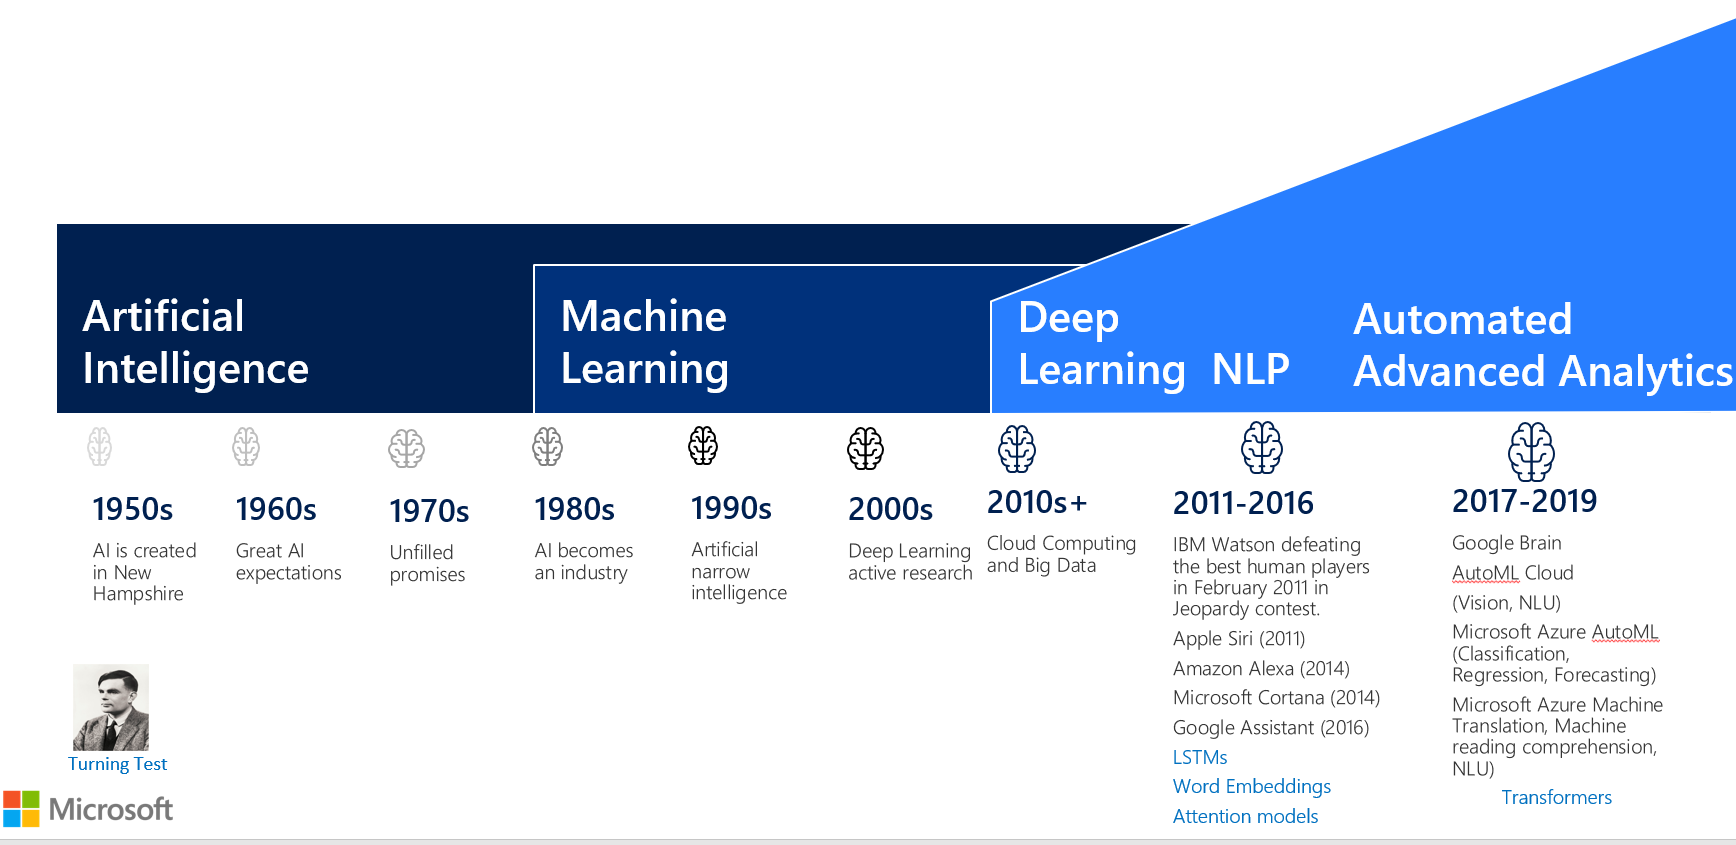 Artificial
Intelligence
Machine
Learning
Deep
Learning NLP
Automated
Advanced Analytics
1950s
AI is created
in New
Hampshire
1960s
Great AI
expectations
1970s
Unfilled
promises
1980s
AI becomes
an industry
1990s
Artificial
narrow
intelligence
2000s
Deep Learning
active research
2010s+
Cloud Computing
and Big Data
2011-2016
IBM Watson defeating
the best human players
in February 2011 in
Jeopardy contest.
Apple Siri (2011)
Amazon Alexa (2014)
Microsoft Cortana (2014)
Google Assistant (2016)
LSTMs
Word Embeddings
Attention models
2017-2019
Google Brain
AutoML Cloud
(Vision, NLU)
Microsoft Azure AutoML
(Classification,
Regression, Forecasting)
Microsoft Azure Machine
Translation, Machine
reading comprehension,
NLU)
Transformers
Turning Test
Microsoft